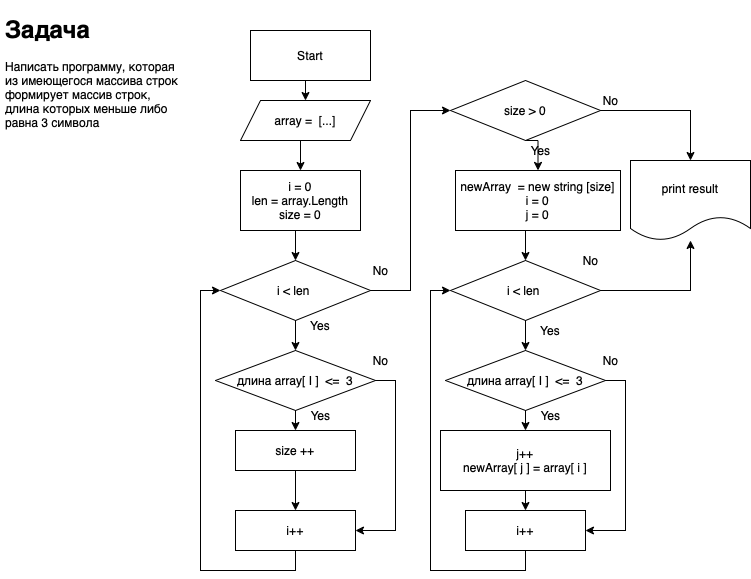 Задача
Написать программу, которая
из имеющегося массива строк
формирует массив строк,
длина которых меньше либо
равна 3 символа
Start
array = [...]
i = 0
len = array.Length
size = 0
i < len
No
Yes
длина array[ I ] <= 3
No
Yes
size ++
i++
size > 0
No
Yes
newArray = new string [size]
i = 0
j = 0
print result
i < len
No
Yes
длина array[ I ] <= 3
No
Yes
j++
newArray[ j ] = array[ i ]
i++